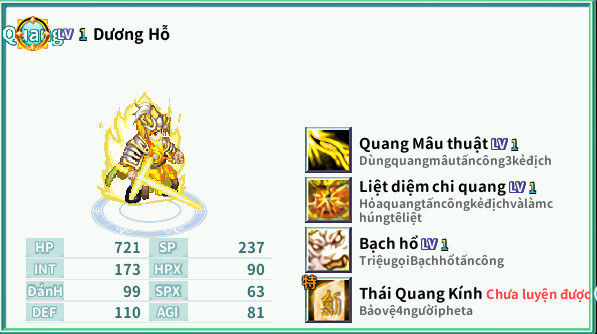 Quang LV 1 Dương Hỗ
Quang Mâu thuật LV 1
Dùngquangmâutấncông3kẻđịch
Liệt diệm chi quang LV 1
Hỏaquangtấncôngkẻđịchvàlàmc
húngtêliệt
Bạch hổ LV 1
TriệugọiBạchhổtấncông
特
Thái Quang Kính Chưa luyện được
Bảovệ4ngườipheta
HP 721 SP 237
INT 173 HPX 90
DánH 99 SPX 63
DEF 110 AGI 81